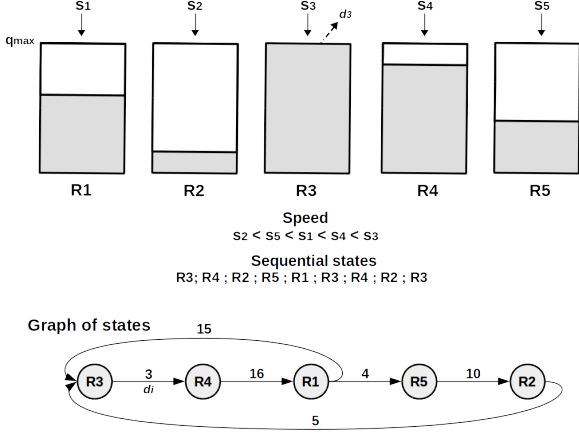 S1 S2 S3 d3 S4 S5
qmax
R1 R2 R3 R4 R5
Speed
s2 < s5 < s1 < s4 < s3
Sequential states
R3; R4 ; R2 ; R5 ; R1 ; R3 ; R4 ; R2 ; R3
Graph of states
15
R3 3 R4 16 R1 4 R5 10 R2
di
5